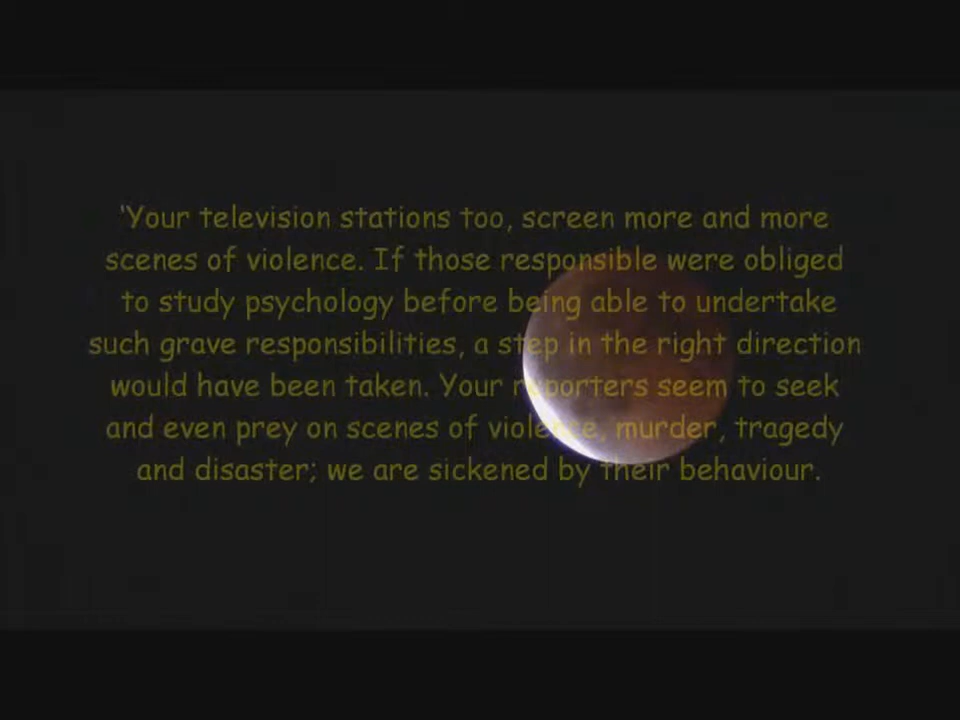 'Your television stations too, screen more and more
scenes of violence. If those responsible were obliged
to study psychology before being able to undertake
such grave responsibilities, a step in the right direction
would have been taken. Your reporters seem to seek
and even prey on scenes of violence, murder, tragedy
and disaster; we are sickened by their behaviour.